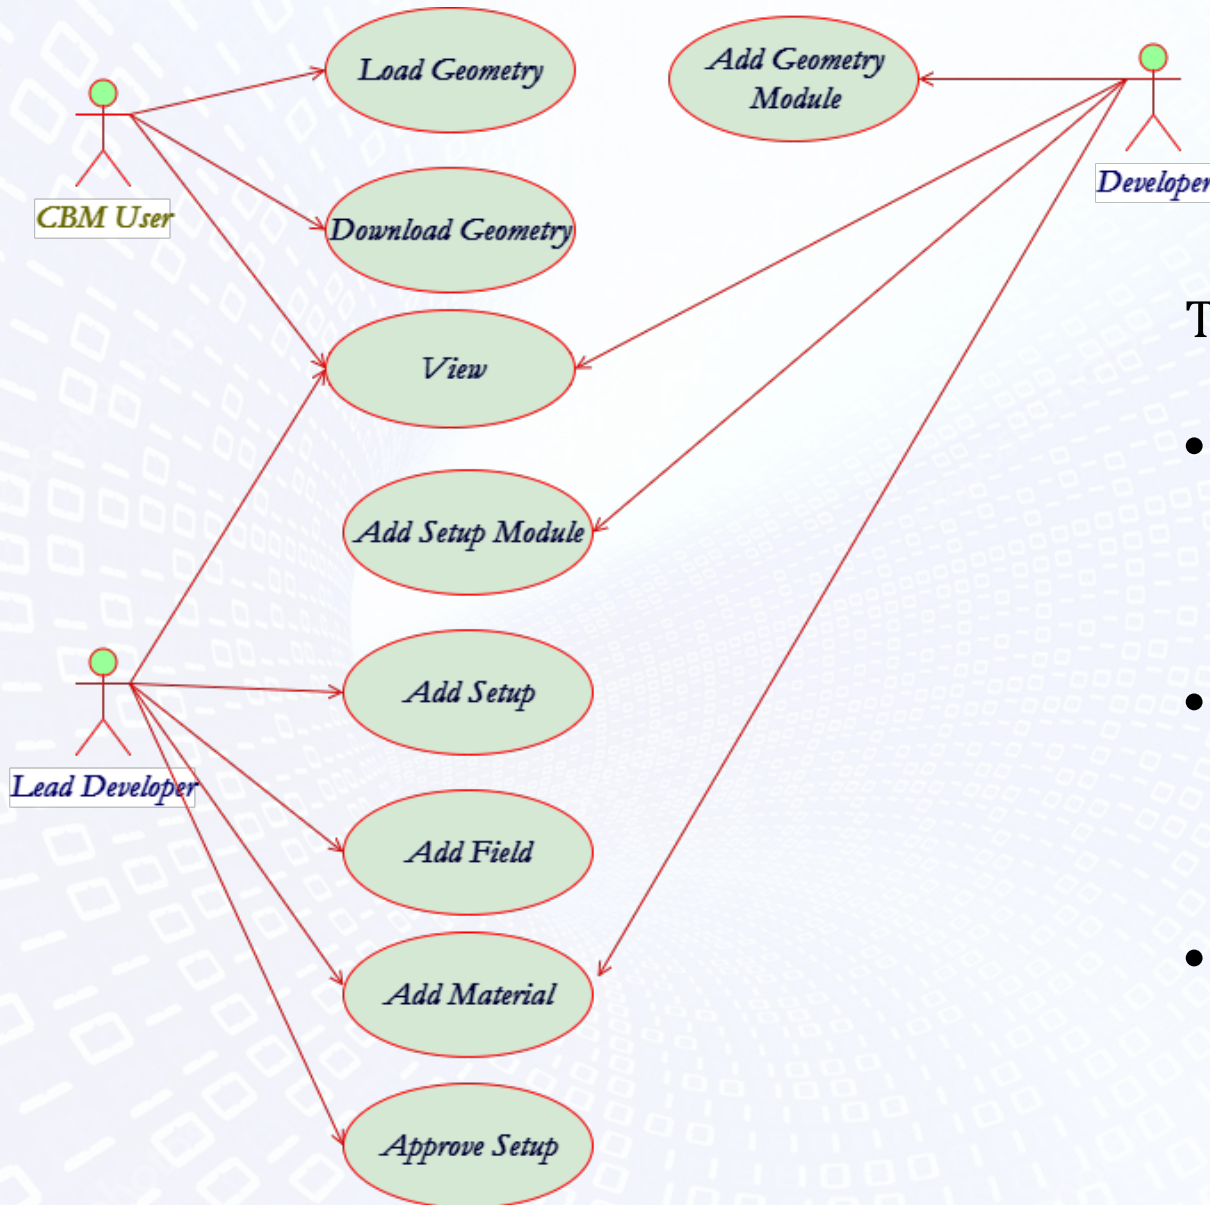 Load Geometry
Add Geometry
Module
CBM User
Developer
Download Geometry
T
•
View
Add Setup Module
Add Setup
•
Lead Developer
Add Field
•
Add Material
Approve Setup